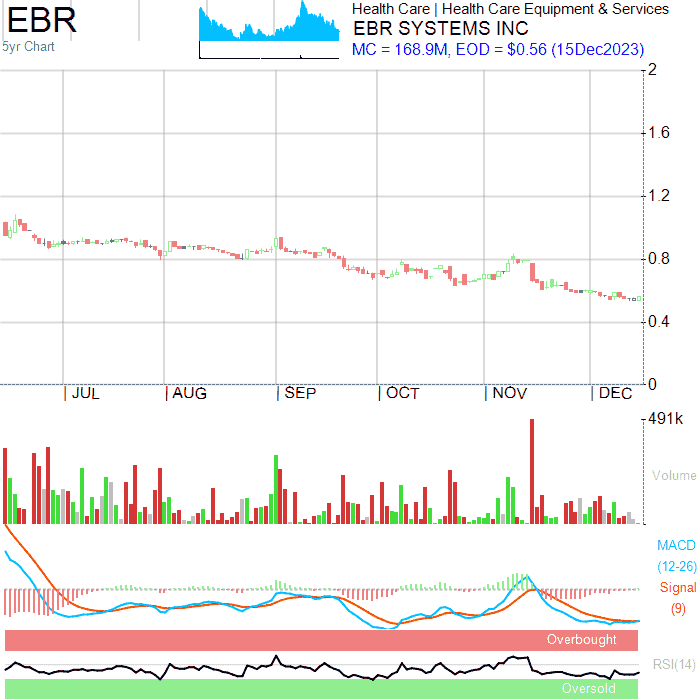 EBR
5yr Chart
Health Care | Health Care Equipment & Services
EBR SYSTEMS INC
MC = 168.9M, EOD = $0.56 (15Dec2023)
2
1.6
1.2
0.8
0.4
0
| JUL | AUG | SEP | OCT | NOV | DEC
491k
Volume
MACD
(12-26)
Signal
(9)
Overbought
RSI(14)
Oversold